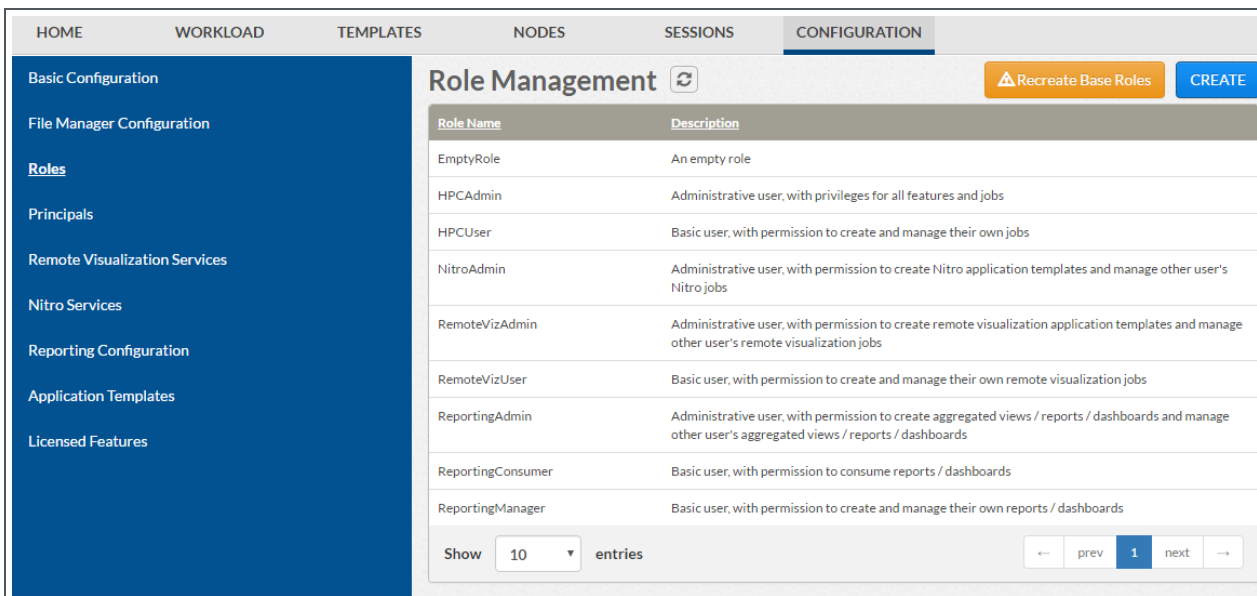 HOME WORKLOAD TEMPLATES NODES SESSIONS CONFIGURATION
Basic Configuration
File Manager Configuration
Roles
Principals
Remote Visualization Services
Nitro Services
Reporting Configuration
Application Templates
Licensed Features
Role Management
Recreate Base Roles
CREATE
Role Name Description
EmptyRole An empty role
HPCAdmin Administrative user, with privileges for all features and jobs
HPCUser Basic user, with permission to create and manage their own jobs
NitroAdmin Administrative user, with permission to create Nitro application templates and manage other user's
Nitro jobs
RemoteVizAdmin Administrative user, with permission to create remote visualization application templates and manage
other user's remote visualization jobs
RemoteVizUser Basic user, with permission to create and manage their own remote visualization jobs
ReportingAdmin Administrative user, with permission to create aggregated views / reports / dashboards and manage
other user's aggregated views / reports / dashboards
ReportingConsumer Basic user, with permission to consume reports / dashboards
ReportingManager Basic user, with permission to create and manage their own reports / dashboards
Show 10 entries
← prev 1 next →